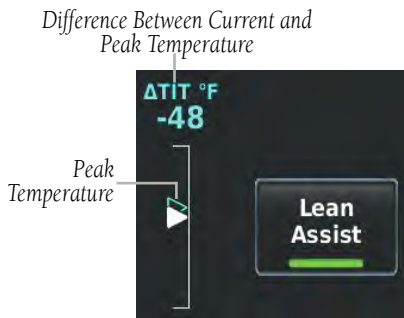 Difference Between Current and
Peak Temperature
ΔTIT °F
-48
Peak
Temperature
Lean
Assist